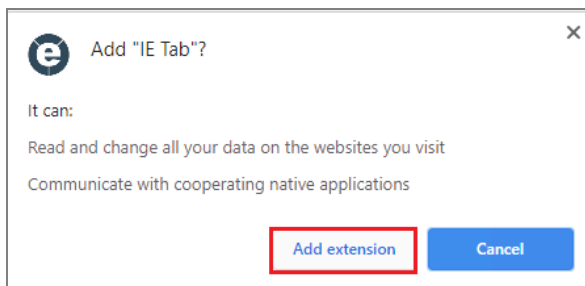 Add "IE Tab"?
It can:
Read and change all your data on the websites you visit
Communicate with cooperating native applications
Add extension
Cancel